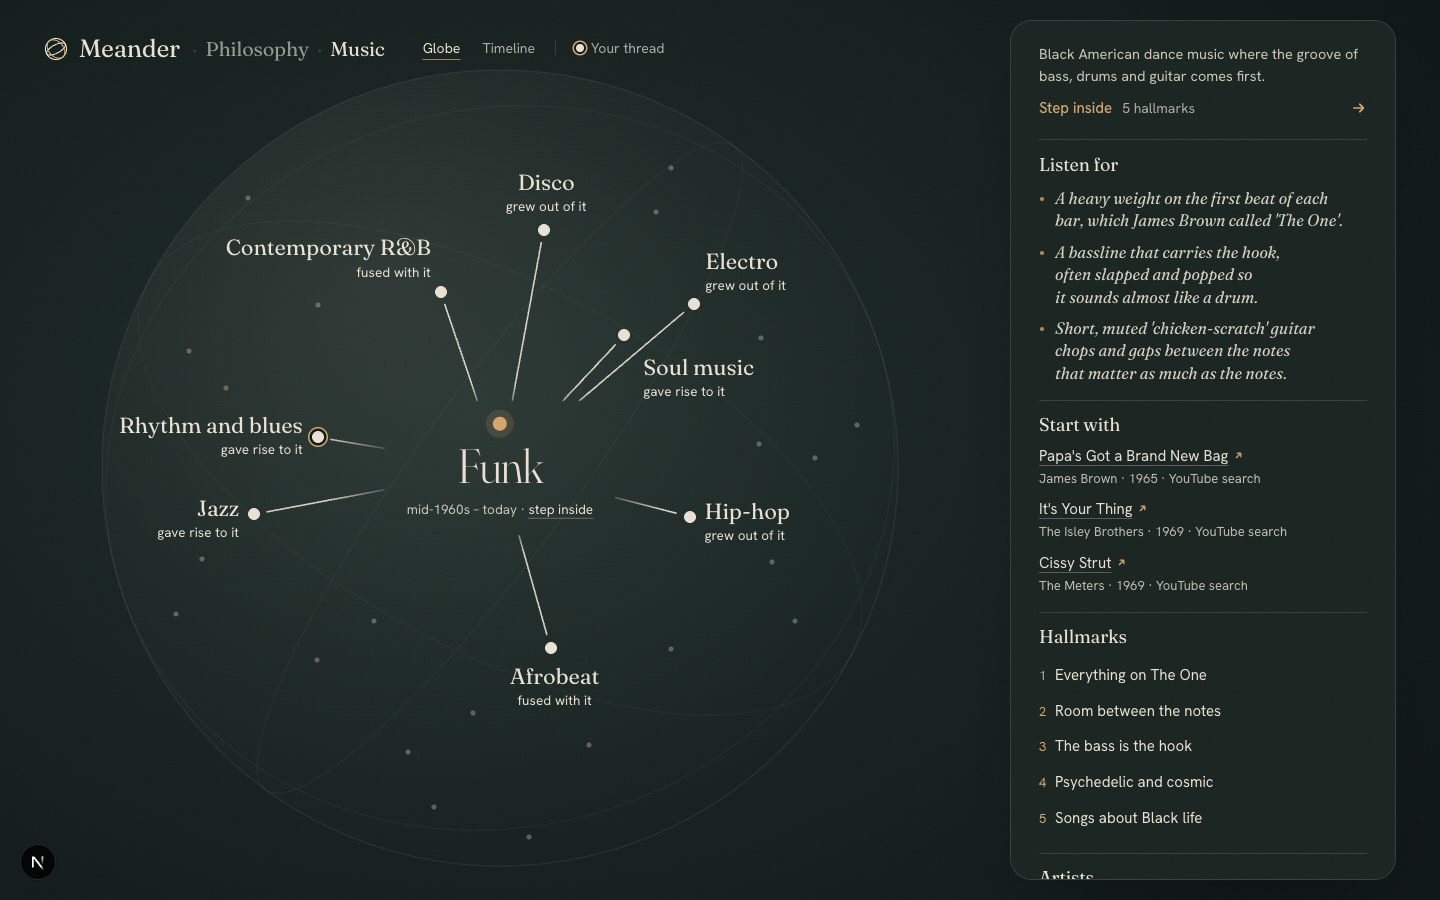 Meander · Philosophy · Music
Globe Timeline Your thread
Disco
grew out of it
Contemporary R&B
fused with it
Electro
grew out of it
Soul music
gave rise to it
Rhythm and blues
gave rise to it
Funk
mid-1960s – today · step inside
Jazz
gave rise to it
Hip-hop
grew out of it
Afrobeat
fused with it
N
Black American dance music where the groove of
bass, drums and guitar comes first.
Step inside 5 hallmarks →
Listen for
• A heavy weight on the first beat of each
bar, which James Brown called 'The One'.
• A bassline that carries the hook,
often slapped and popped so
it sounds almost like a drum.
• Short, muted 'chicken-scratch' guitar
chops and gaps between the notes
that matter as much as the notes.
Start with
Papa's Got a Brand New Bag ↗
James Brown · 1965 · YouTube search
It's Your Thing ↗
The Isley Brothers · 1969 · YouTube search
Cissy Strut ↗
The Meters · 1969 · YouTube search
Hallmarks
1 Everything on The One
2 Room between the notes
3 The bass is the hook
4 Psychedelic and cosmic
5 Songs about Black life
Artists